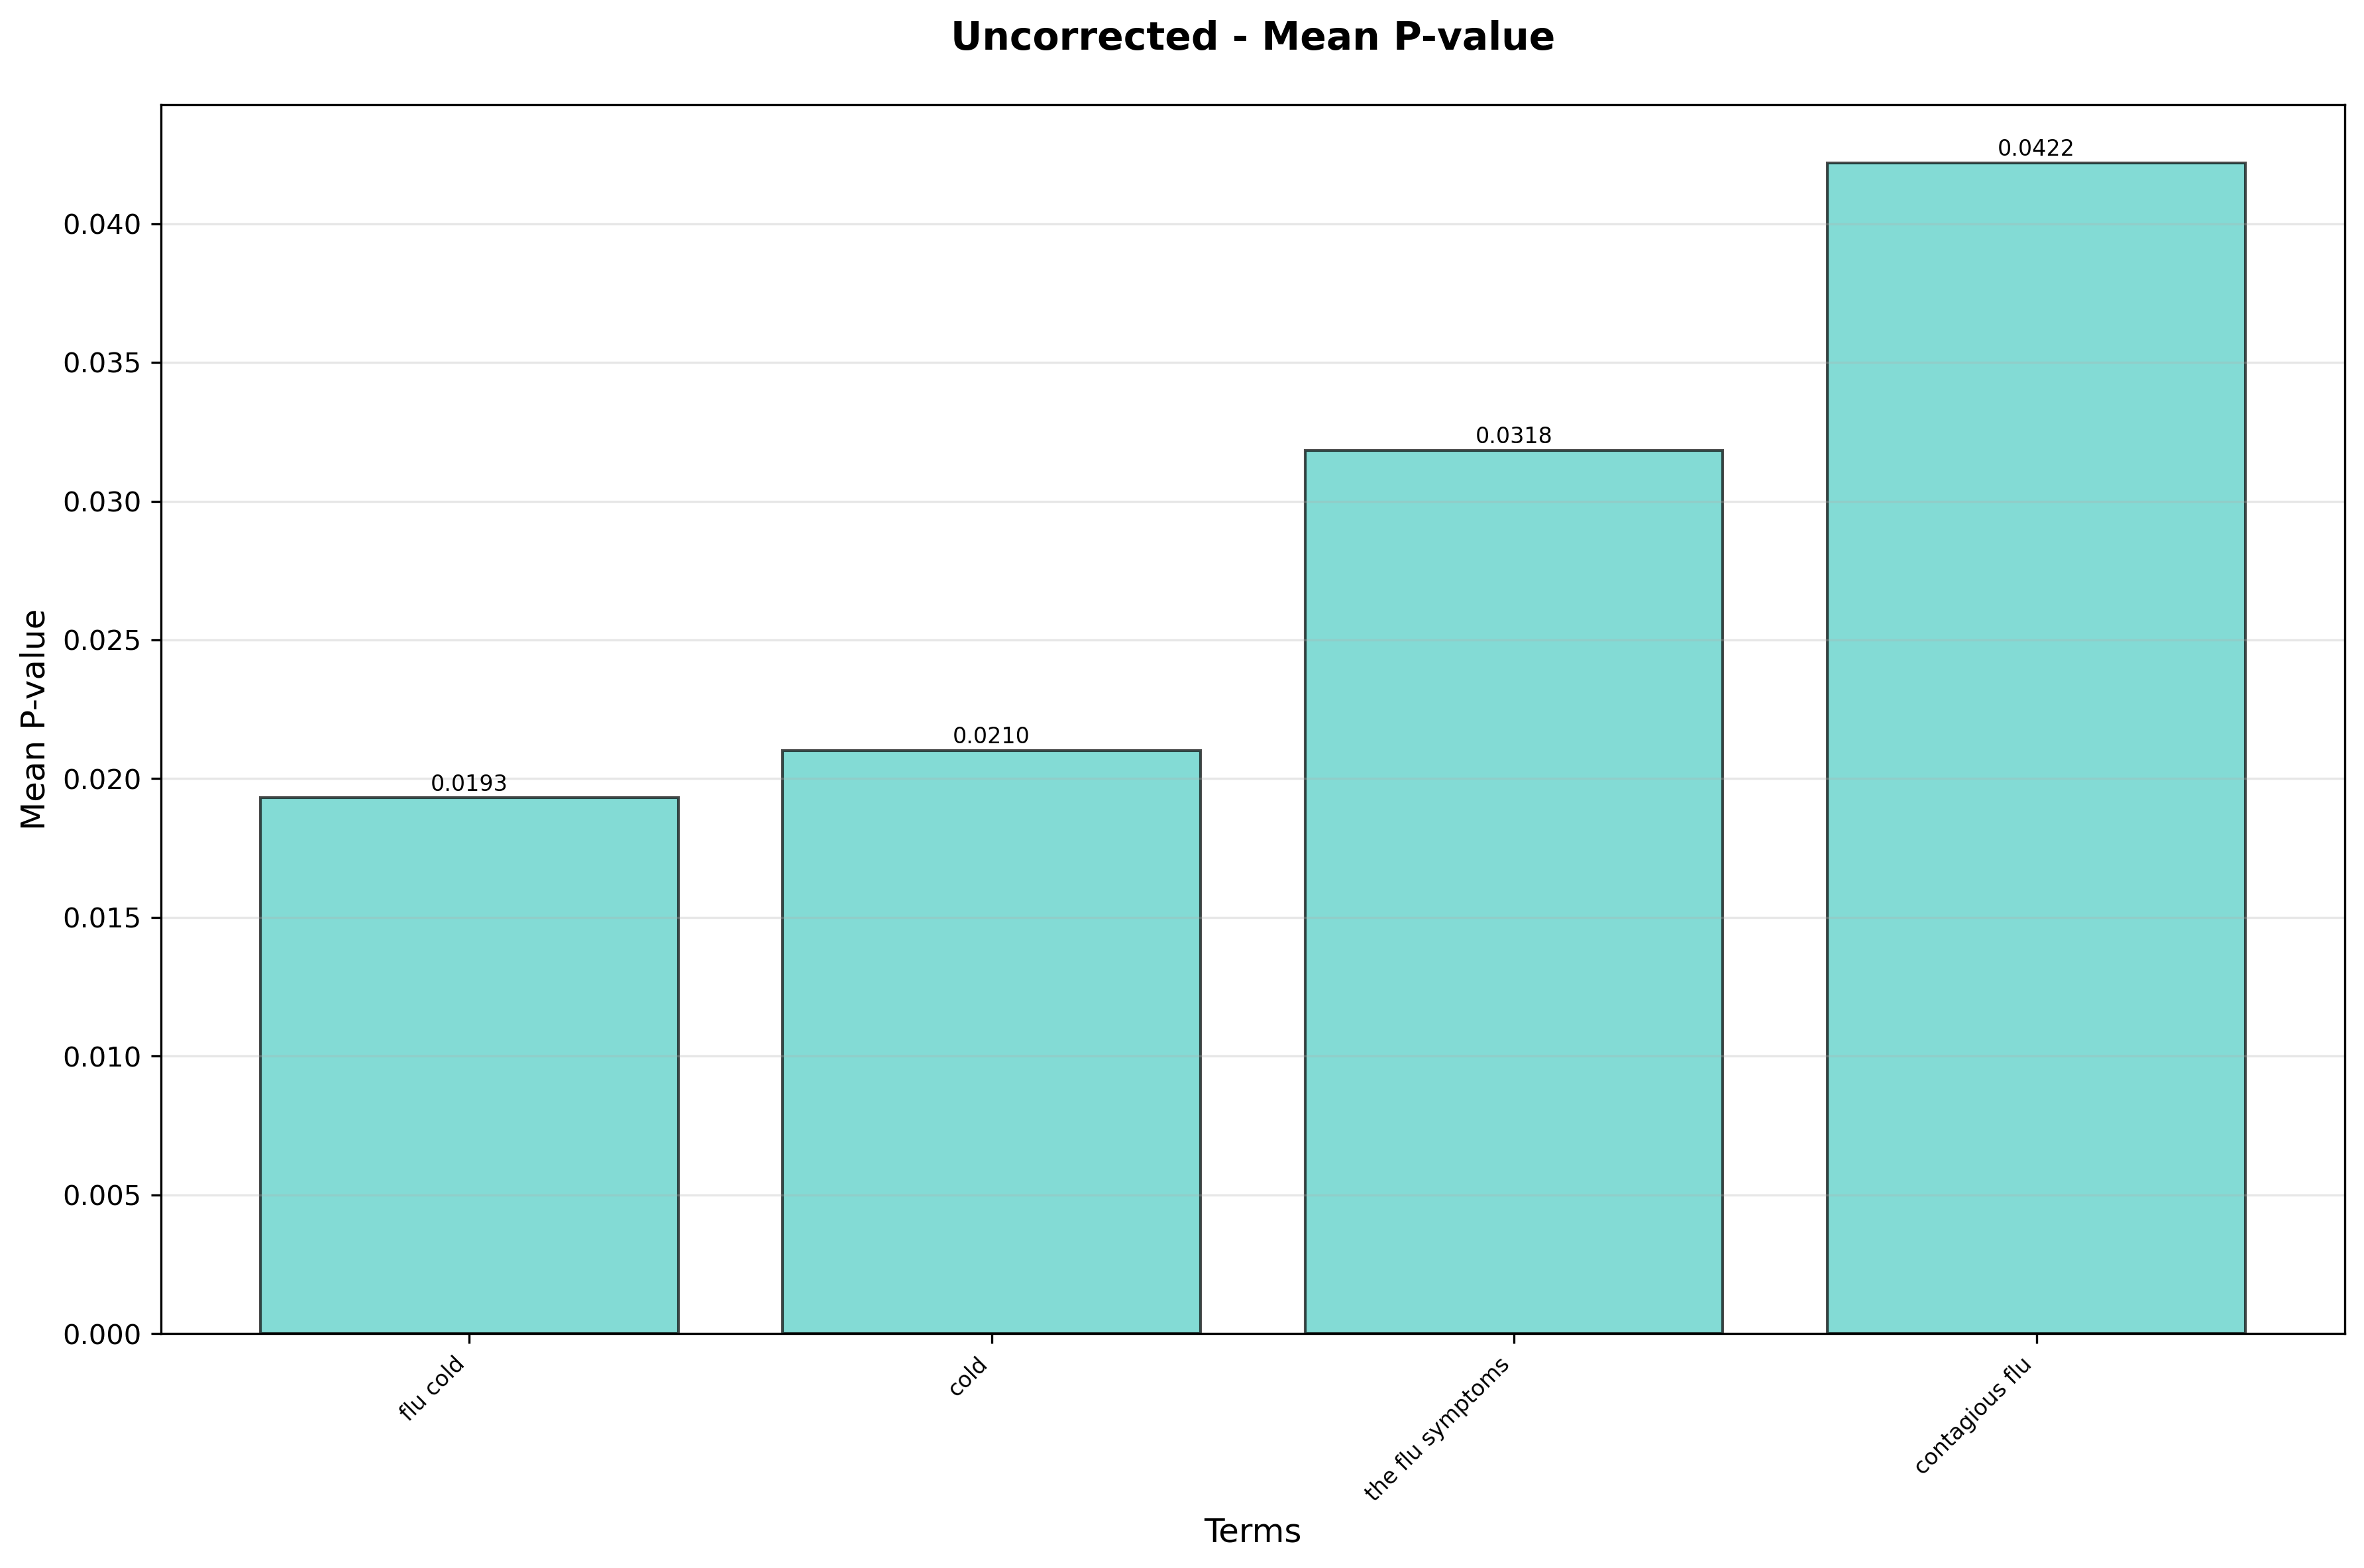 Uncorrected - Mean P-value
Mean P-value
0.040
0.035
0.030
0.025
0.020
0.015
0.010
0.005
0.000
0.0193
0.0210
0.0318
0.0422
flu cold
cold
the flu symptoms
contagious flu
Terms